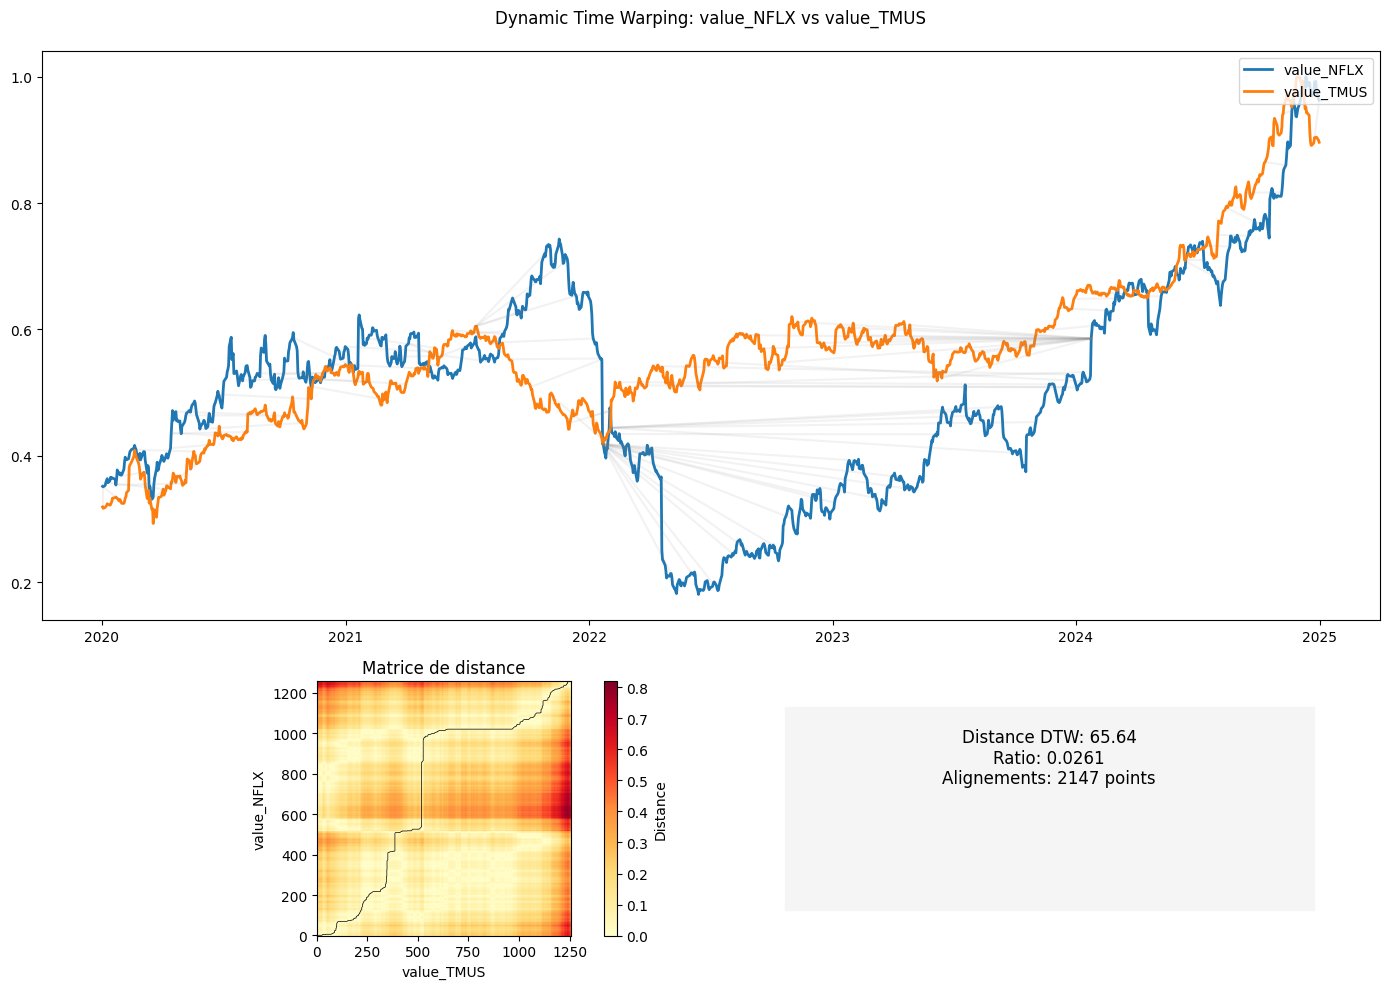 Dynamic Time Warping: value_NFLX vs value_TMUS
value_NFLX
value_TMUS
1.0
0.8
0.6
0.4
0.2
2020 2021 2022 2023 2024 2025
Matrice de distance
value_NFLX
1200
1000
800
600
400
200
0
0 250 500 750 1000 1250
value_TMUS
0.8
0.7
0.6
0.5
0.4
0.3
0.2
0.1
0.0
Distance
Distance DTW: 65.64
Ratio: 0.0261
Alignements: 2147 points